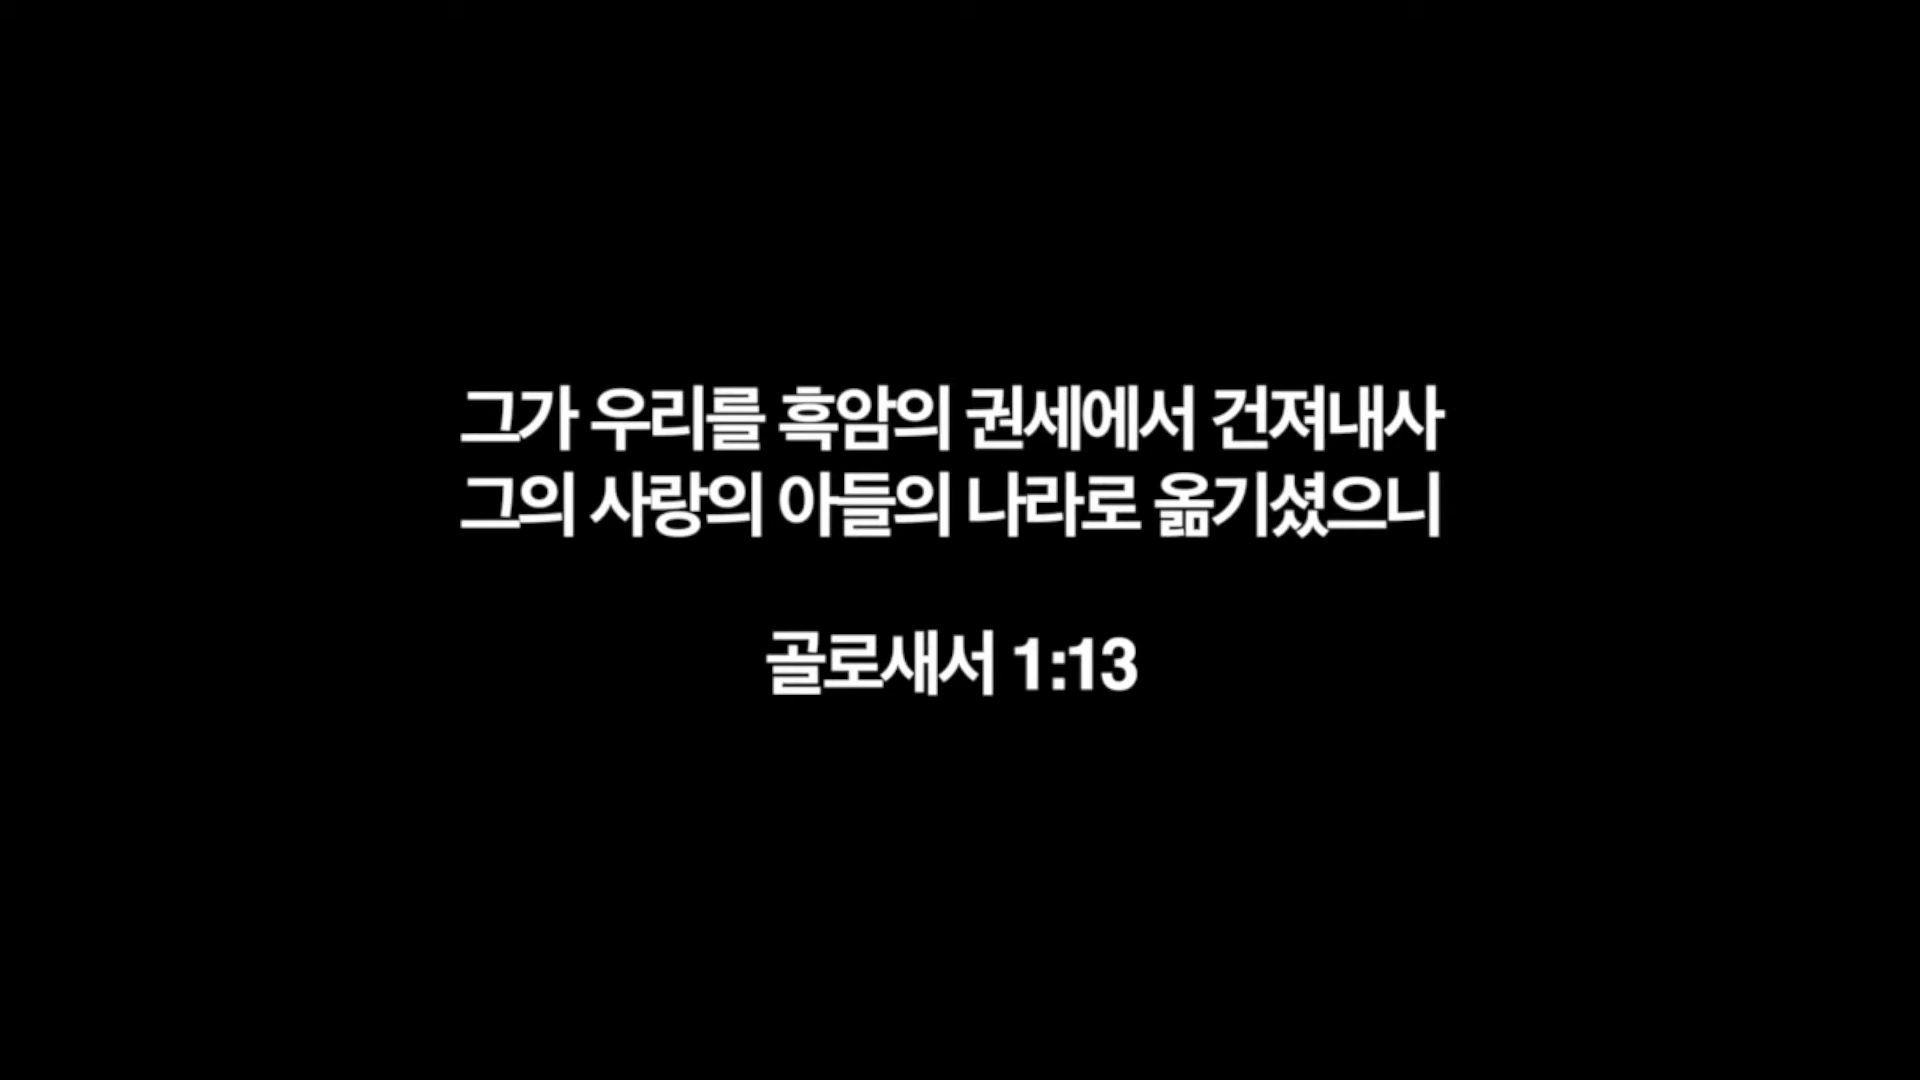 그가 우리를 흑암의 권세에서 건져내사
그의 사랑의 아들의 나라로 옮기셨으니
골로새서 1:13